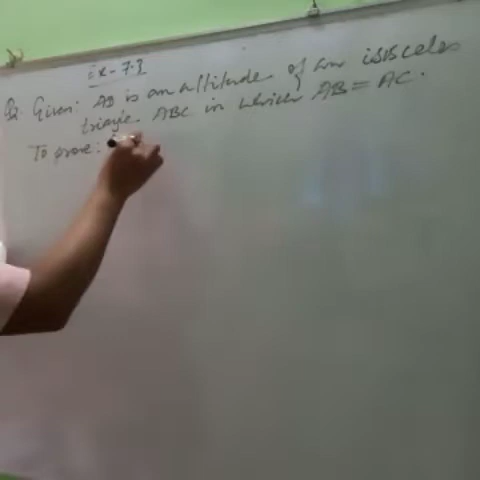 Ex - 7.3
Q. Given: AD is an altitude of an isosceles
triangle ABC in which AB = AC.
To prove: (i)